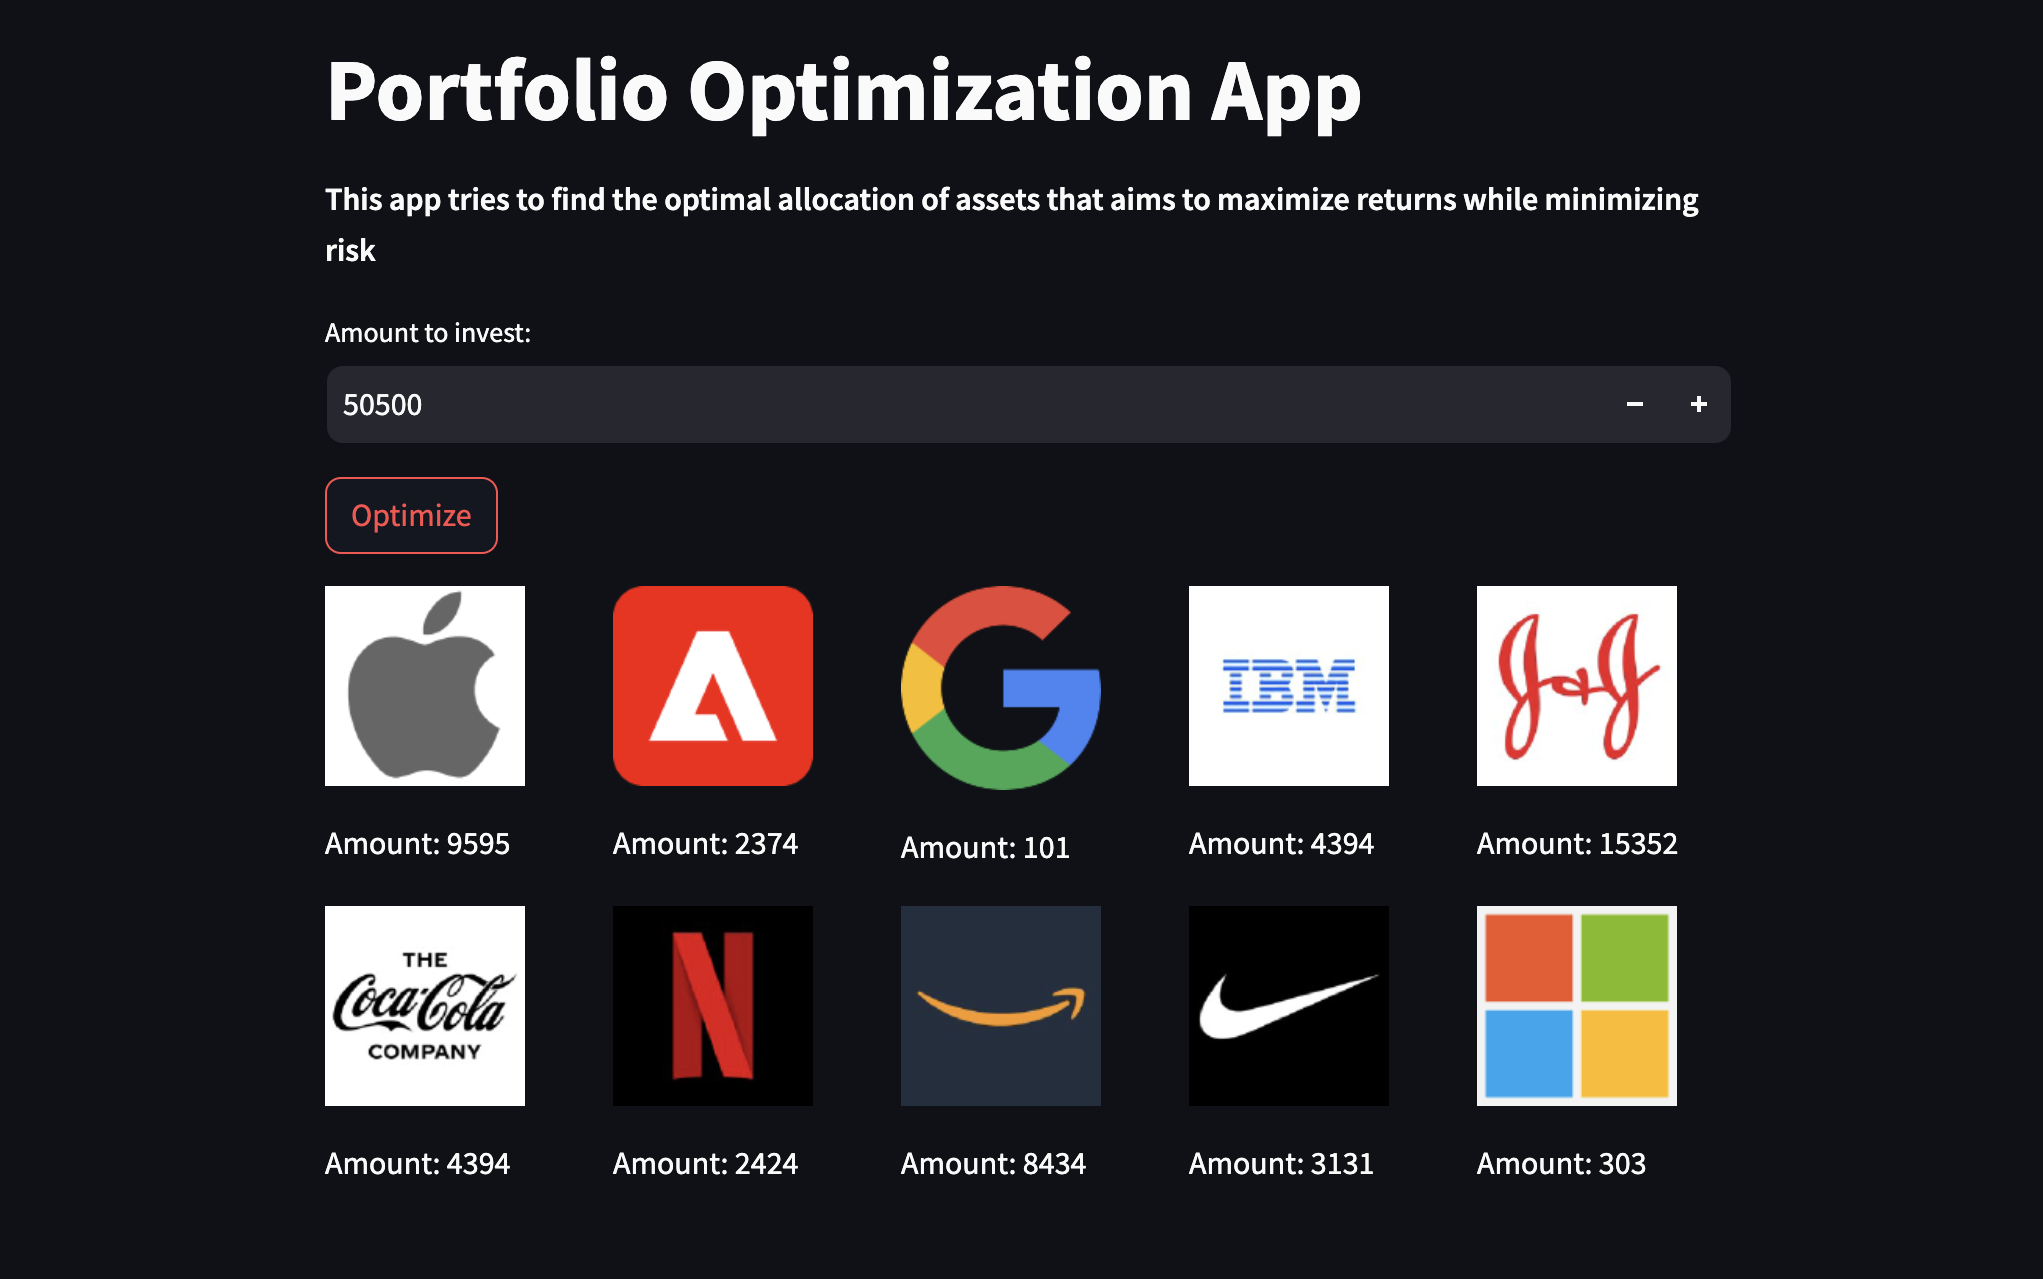 Portfolio Optimization App
This app tries to find the optimal allocation of assets that aims to maximize returns while minimizing
risk
Amount to invest:
50500
Optimize
IBM
J&J
Amount: 9595
Amount: 2374
Amount: 101
Amount: 4394
Amount: 15352
THE
Coca-Cola
COMPANY
N
Amount: 4394
Amount: 2424
Amount: 8434
Amount: 3131
Amount: 303